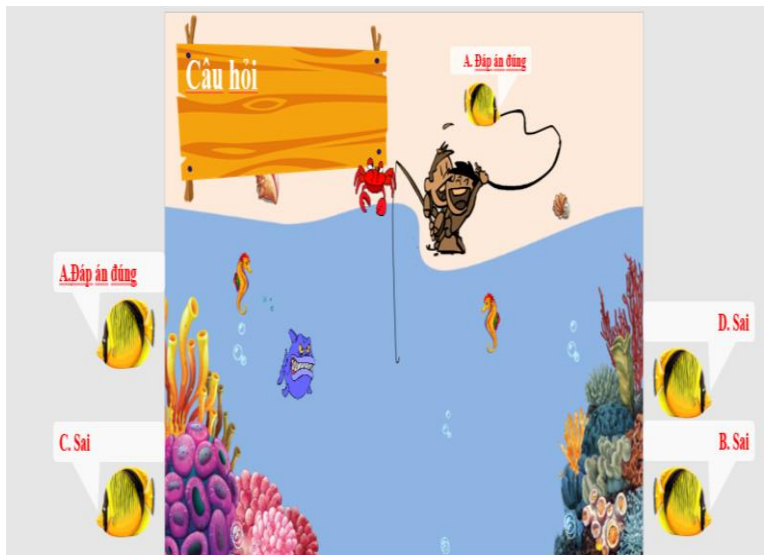 Câu hỏi
A. Đáp án đúng
A.Đáp án đúng
D. Sai
C. Sai
B. Sai